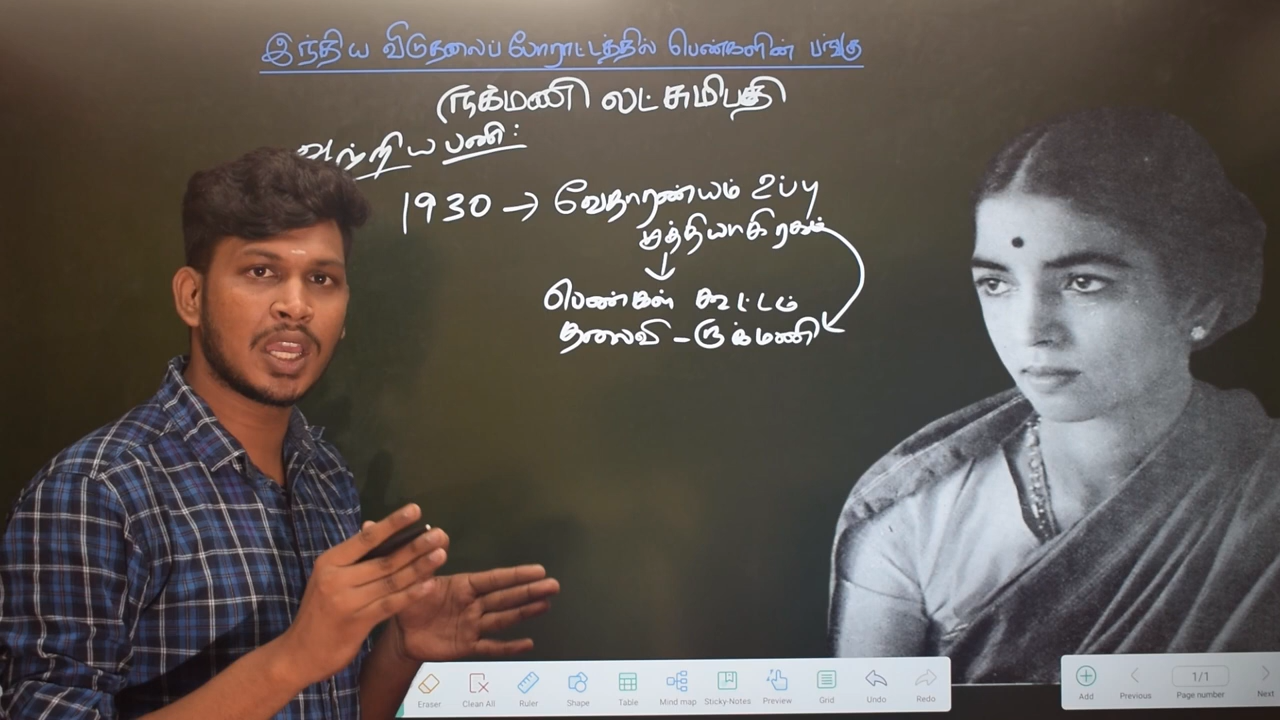 இந்திய விடுதலைப் போராட்டத்தில் பெண்களின் பங்கு
ருக்மணி லட்சுமிபதி
ஆற்றிய பணி:
1930 → வேதாரண்யம் உப்பு
சத்தியாகிரகம்
↓
பெண்கள் கூட்டம்
தலைவி - ருக்மணி
Eraser Clean All Ruler Shape Table Mind map Sticky-Notes Preview Grid Undo Redo
Add Previous 1/1 Page number Next